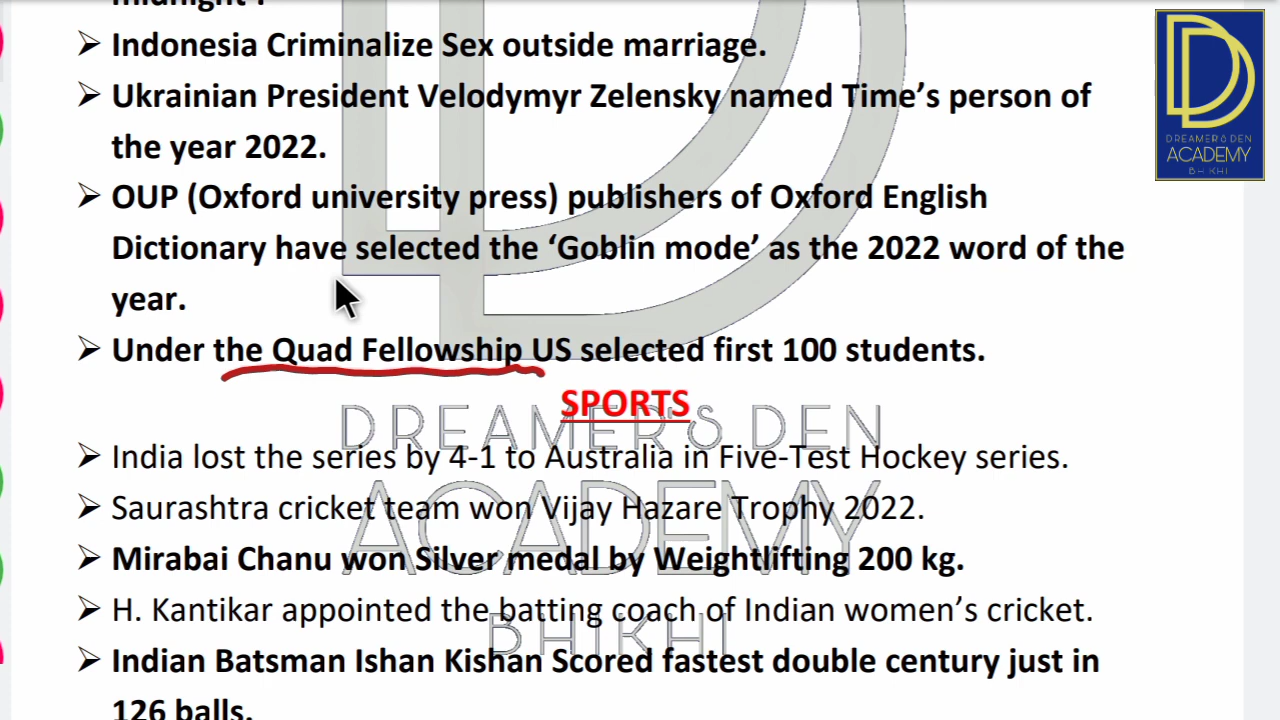 midnight'.
➢ Indonesia Criminalize Sex outside marriage.
➢ Ukrainian President Velodymyr Zelensky named Time's person of
the year 2022.
➢ OUP (Oxford university press) publishers of Oxford English
Dictionary have selected the 'Goblin mode' as the 2022 word of the
year.
➢ Under the Quad Fellowship US selected first 100 students.
SPORTS
➢ India lost the series by 4-1 to Australia in Five-Test Hockey series.
➢ Saurashtra cricket team won Vijay Hazare Trophy 2022.
➢ Mirabai Chanu won Silver medal by Weightlifting 200 kg.
➢ H. Kantikar appointed the batting coach of Indian women's cricket.
➢ Indian Batsman Ishan Kishan Scored fastest double century just in
126 balls.
DREAMER'S DEN
ACADEMY
BHIKHI
DREAMER'S DEN
ACADEMY
BHIKHI